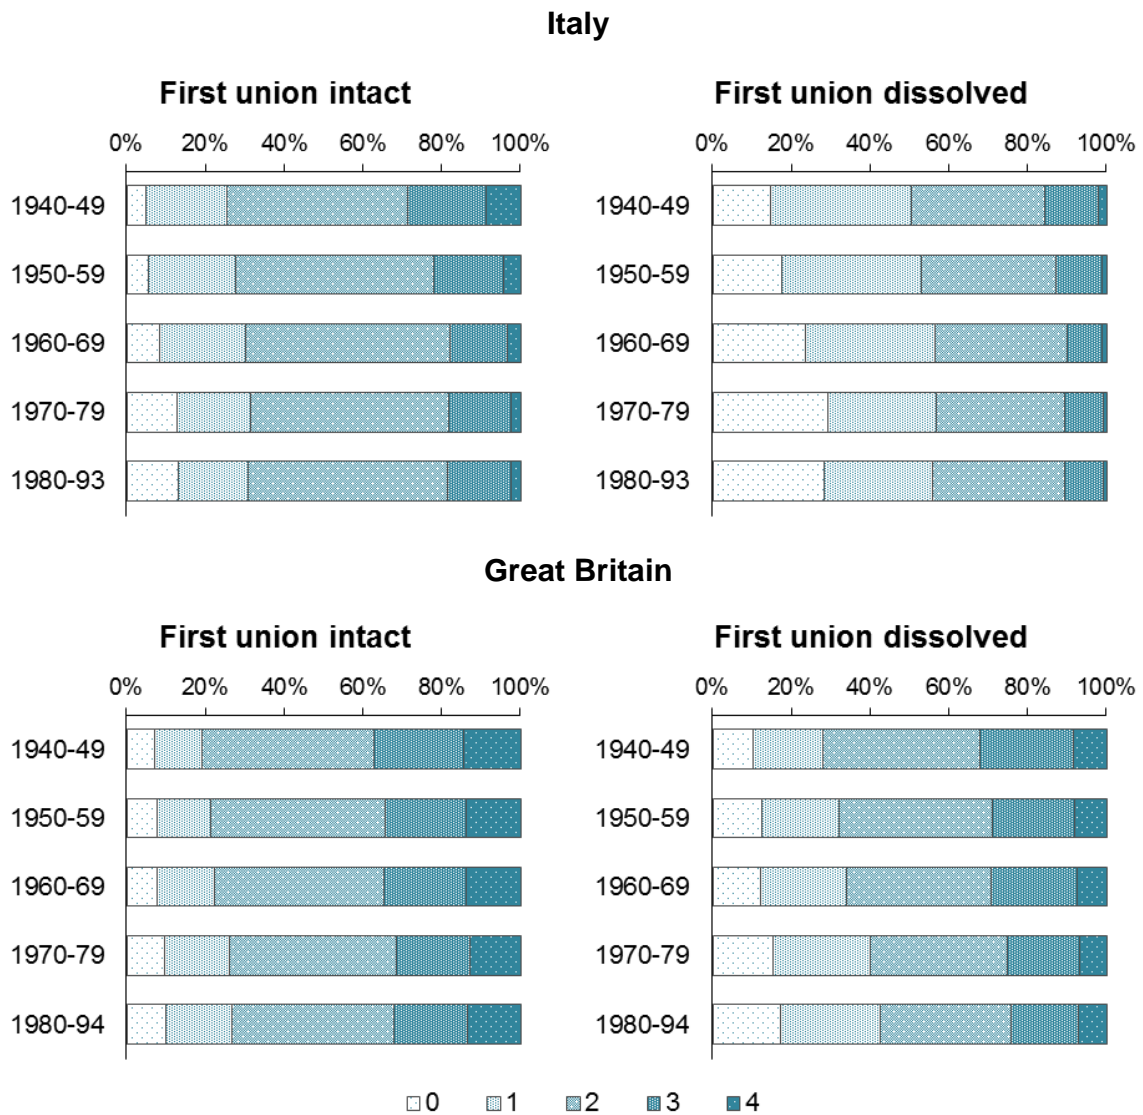 Italy
First union intact
First union dissolved
0% 20% 40% 60% 80% 100%
0% 20% 40% 60% 80% 100%
1940-49
1940-49
1950-59
1950-59
1960-69
1960-69
1970-79
1970-79
1980-93
1980-93
Great Britain
First union intact
First union dissolved
0% 20% 40% 60% 80% 100%
0% 20% 40% 60% 80% 100%
1940-49
1940-49
1950-59
1950-59
1960-69
1960-69
1970-79
1970-79
1980-94
1980-94
0 1 2 3 4